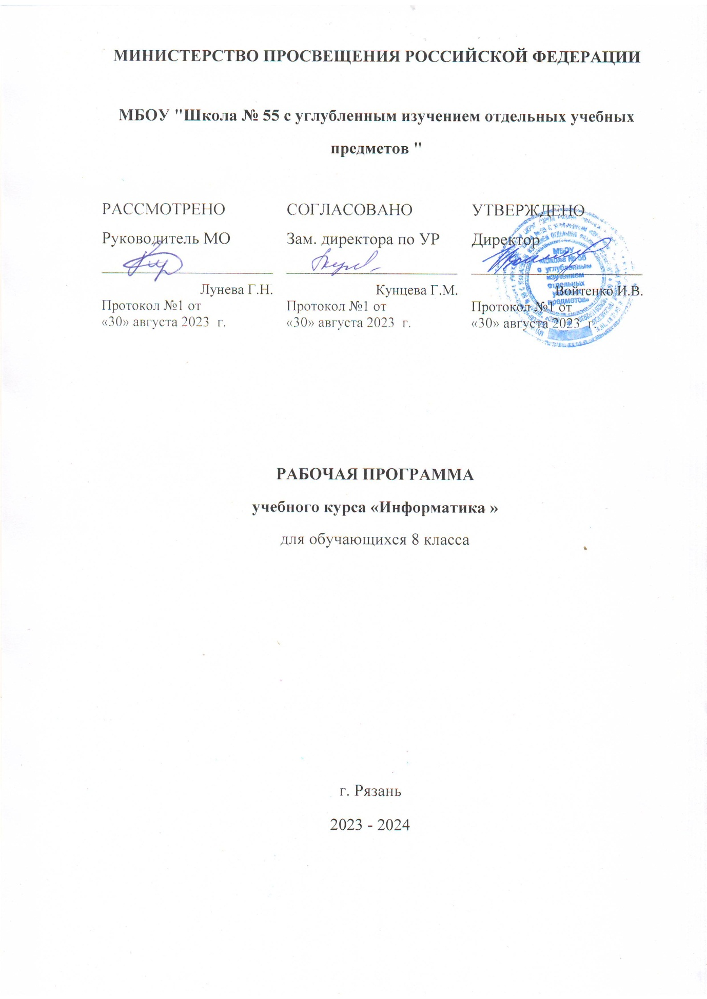 МИНИСТЕРСТВО ПРОСВЕЩЕНИЯ РОССИЙСКОЙ ФЕДЕРАЦИИ
МБОУ "Школа № 55 с углубленным изучением отдельных учебных
предметов "
РАССМОТРЕНО
Руководитель МО
Лунева Г.Н.
Протокол №1 от
«30» августа 2023 г.
СОГЛАСОВАНО
Зам. директора по УР
Кунцева Г.М.
Протокол №1 от
«30» августа 2023 г.
УТВЕРЖДЕНО
Директор
Войтенко И.В.
Протокол №1 от
«30» августа 2023 г.
МБОУ
«Школа № 55
с углубленным
изучением
отдельных
учебных
предметов»
РАБОЧАЯ ПРОГРАММА
учебного курса «Информатика »
для обучающихся 8 класса
г. Рязань
2023 - 2024